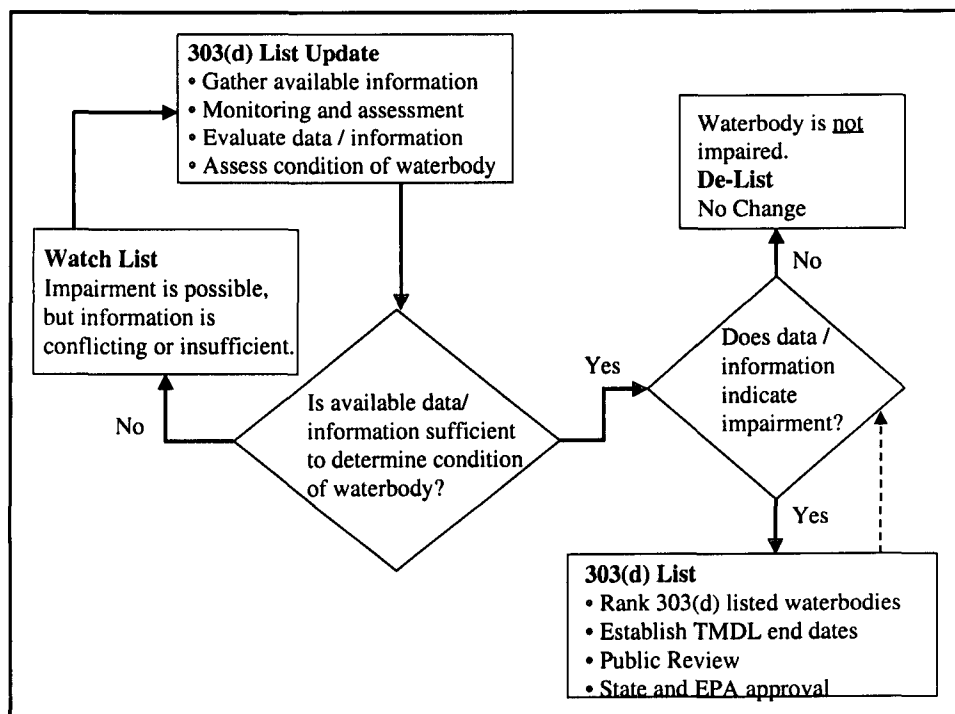 303(d) List Update
• Gather available information
• Monitoring and assessment
• Evaluate data / information
• Assess condition of waterbody
Waterbody is not
impaired.
De-List
No Change
Watch List
Impairment is possible,
but information is
conflicting or insufficient.
No
Is available data/
information sufficient
to determine condition
of waterbody?
Yes
Does data /
information
indicate
impairment?
No
Yes
303(d) List
• Rank 303(d) listed waterbodies
• Establish TMDL end dates
• Public Review
• State and EPA approval